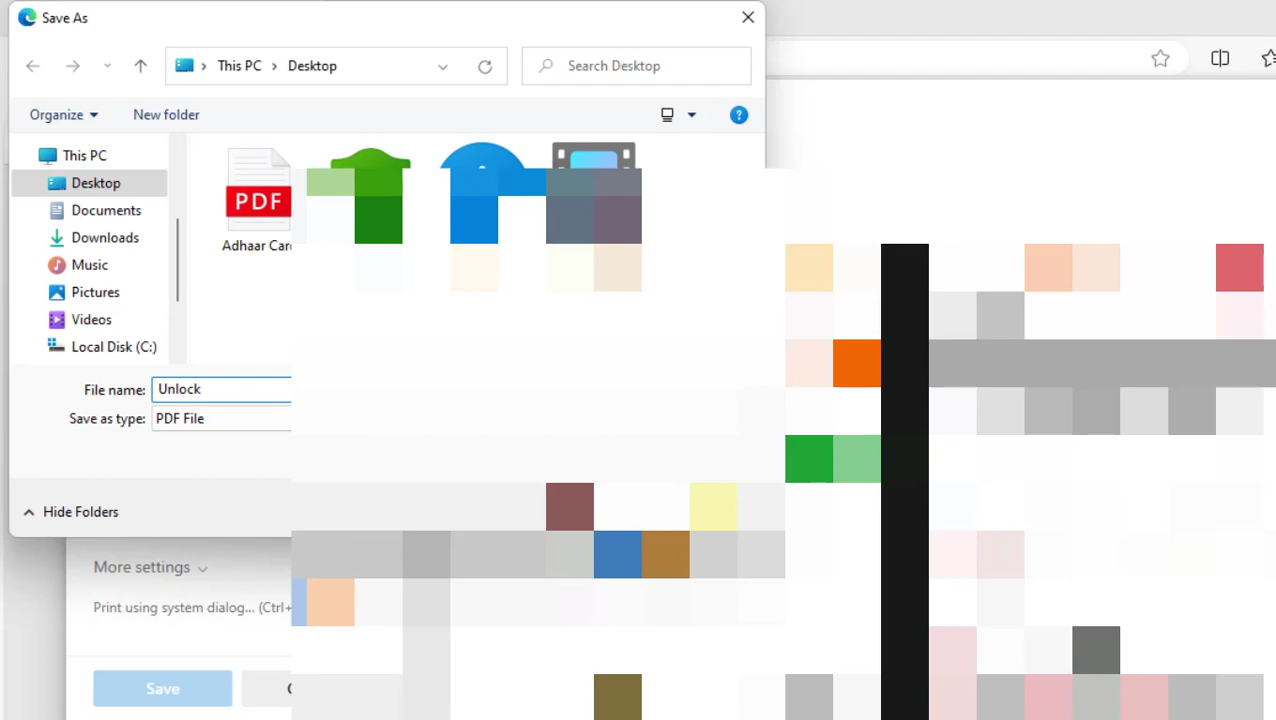 Save As
This PC
Desktop
Search Desktop
Organize
New folder
This PC
Desktop
Documents
Downloads
Music
Pictures
Videos
Local Disk (C:)
PDF
Adhaar
File name: Unlock
Save as type: PDF File
Hide Folders
More settings
Print using system dialog... (Ctrl+
Save